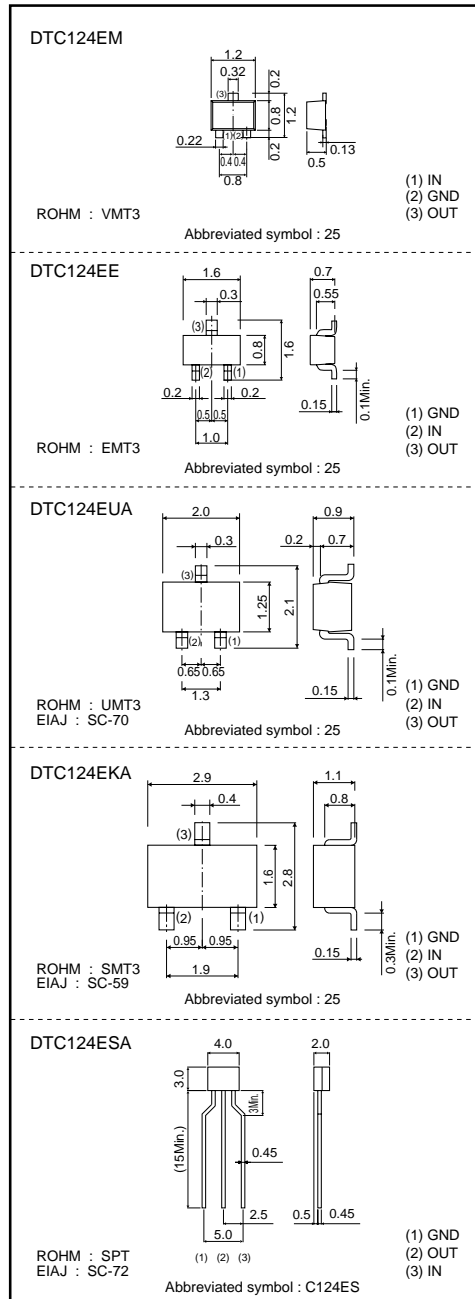 DTC124EM
1.2
0.32
0.2
(3)
0.8
1.2
0.22
(1)
(2)
0.4
0.4
0.2
0.8
0.5
0.13
(1) IN
(2) GND
(3) OUT
ROHM : VMT3
Abbreviated symbol : 25
DTC124EE
1.6
0.3
0.7
0.55
(3)
0.8
1.6
(2)
(1)
0.2
0.2
0.5
0.5
1.0
0.15
0.1Min.
(1) GND
(2) IN
(3) OUT
ROHM : EMT3
Abbreviated symbol : 25
DTC124EUA
2.0
0.3
0.9
0.2
0.7
(3)
1.25
2.1
(2)
(1)
0.65
0.65
1.3
0.15
0.1Min.
(1) GND
(2) IN
(3) OUT
ROHM : UMT3
EIAJ : SC-70
Abbreviated symbol : 25
DTC124EKA
2.9
0.4
1.1
0.8
(3)
1.6
2.8
(2)
(1)
0.95
0.95
1.9
0.15
0.3Min.
(1) GND
(2) IN
(3) OUT
ROHM : SMT3
EIAJ : SC-59
Abbreviated symbol : 25
DTC124ESA
4.0
2.0
3.0
3Min.
(15Min.)
0.45
2.5
5.0
0.5
0.45
(1) (2) (3)
(1) GND
(2) OUT
(3) IN
ROHM : SPT
EIAJ : SC-72
Abbreviated symbol : C124ES